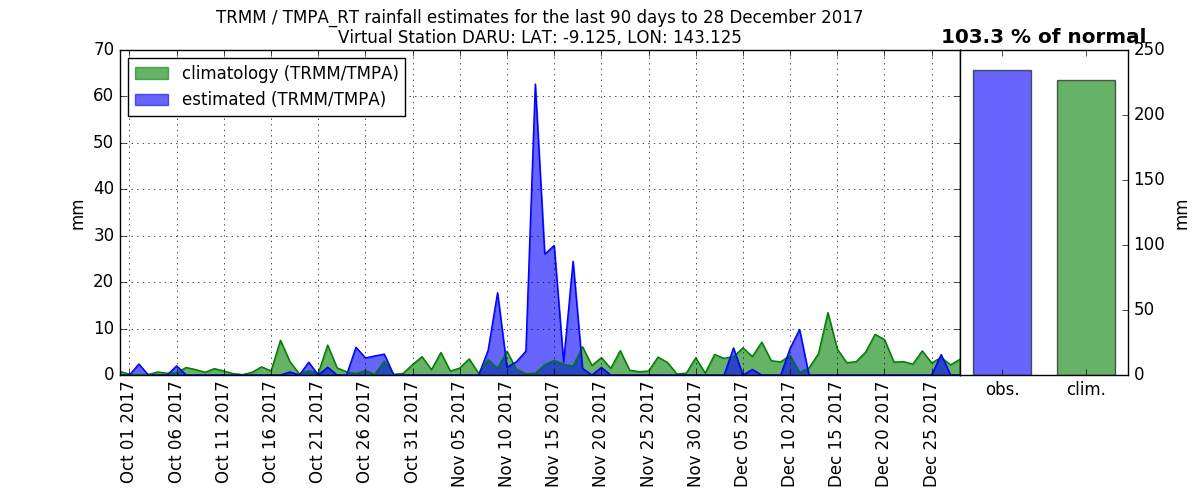 TRMM / TMPA_RT rainfall estimates for the last 90 days to 28 December 2017
Virtual Station DARU: LAT: -9.125, LON: 143.125
103.3 % of normal
climatology (TRMM/TMPA)
estimated (TRMM/TMPA)
70
60
50
40
30
20
10
0
mm
Oct 01 2017
Oct 06 2017
Oct 11 2017
Oct 16 2017
Oct 21 2017
Oct 26 2017
Oct 31 2017
Nov 05 2017
Nov 10 2017
Nov 15 2017
Nov 20 2017
Nov 25 2017
Nov 30 2017
Dec 05 2017
Dec 10 2017
Dec 15 2017
Dec 20 2017
Dec 25 2017
obs.
clim.
250
200
150
100
50
0
mm